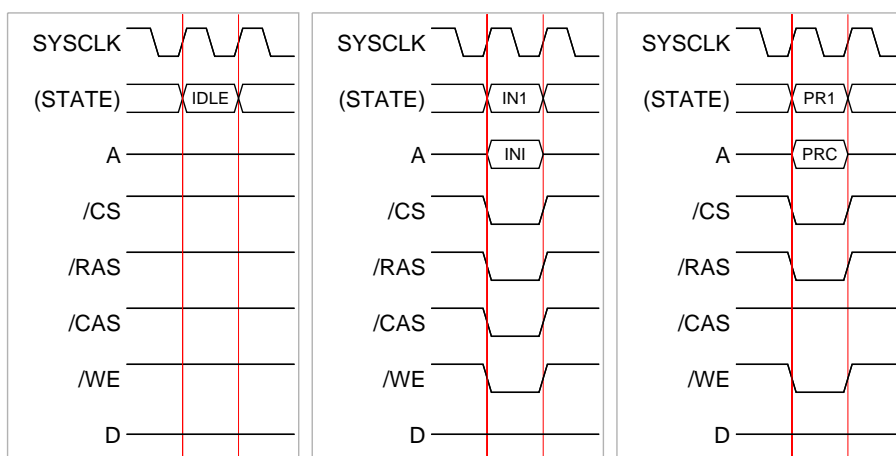 SYSCLK
(STATE) IDLE
A
/CS
/RAS
/CAS
/WE
D
SYSCLK
(STATE) IN1
A INI
/CS
/RAS
/CAS
/WE
D
SYSCLK
(STATE) PR1
A PRC
/CS
/RAS
/CAS
/WE
D